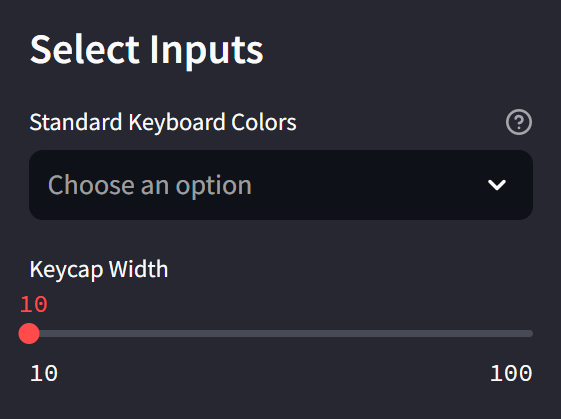 Select Inputs
Standard Keyboard Colors
Choose an option
Keycap Width
10
10 100